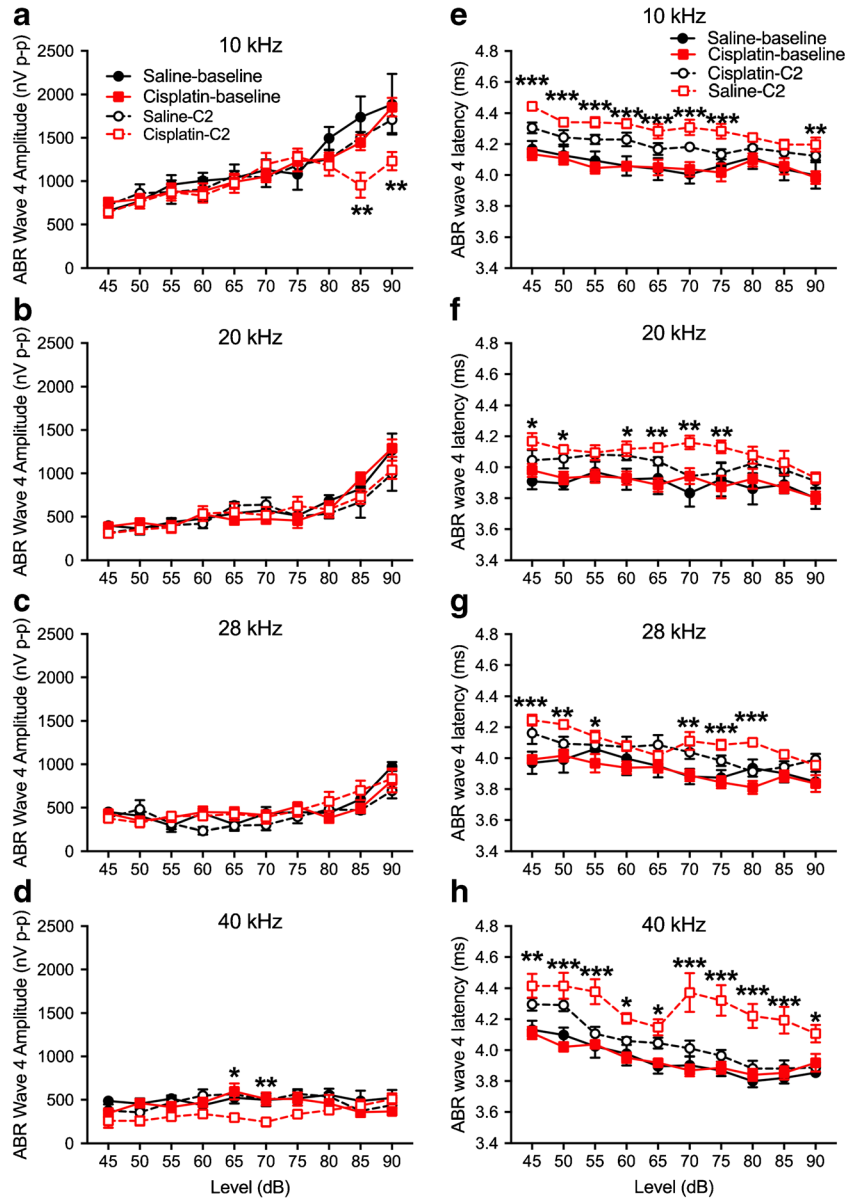 a
10 kHz
ABR Wave 4 Amplitude (nV p-p)
2500
2000
1500
1000
500
0
Saline-baseline
Cisplatin-baseline
Saline-C2
Cisplatin-C2
**
**
45 50 55 60 65 70 75 80 85 90
e
10 kHz
ABR wave 4 latency (ms)
4.8
4.6
4.4
4.2
4.0
3.8
3.6
3.4
Saline-baseline
Cisplatin-baseline
Cisplatin-C2
Saline-C2
*** *** *** *** *** *** *** **
45 50 55 60 65 70 75 80 85 90
b
20 kHz
ABR Wave 4 Amplitude (nV p-p)
2500
2000
1500
1000
500
0
45 50 55 60 65 70 75 80 85 90
f
20 kHz
ABR wave 4 latency (ms)
4.8
4.6
4.4
4.2
4.0
3.8
3.6
3.4
* * * ** ** **
45 50 55 60 65 70 75 80 85 90
c
28 kHz
ABR Wave 4 Amplitude (nV p-p)
2500
2000
1500
1000
500
0
45 50 55 60 65 70 75 80 85 90
g
28 kHz
ABR wave 4 latency (ms)
4.8
4.6
4.4
4.2
4.0
3.8
3.6
3.4
*** ** * ** *** ***
45 50 55 60 65 70 75 80 85 90
d
40 kHz
ABR Wave 4 Amplitude (nV p-p)
2500
2000
1500
1000
500
0
* **
45 50 55 60 65 70 75 80 85 90
Level (dB)
h
40 kHz
ABR wave 4 latency (ms)
4.8
4.6
4.4
4.2
4.0
3.8
3.6
3.4
** *** *** * * *** *** *** *** *
45 50 55 60 65 70 75 80 85 90
Level (dB)